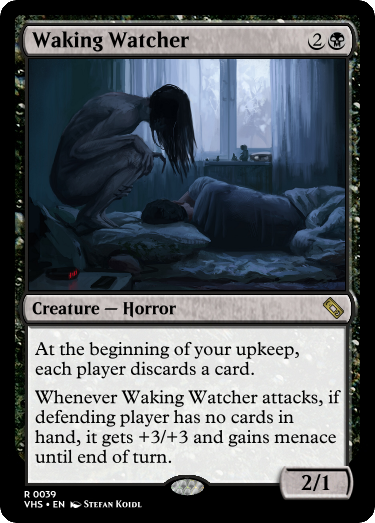 Waking Watcher 2
Creature — Horror
At the beginning of your upkeep,
each player discards a card.
Whenever Waking Watcher attacks, if
defending player has no cards in
hand, it gets +3/+3 and gains menace
until end of turn.
2/1
R 0039
VHS • EN STEFAN KOIDL